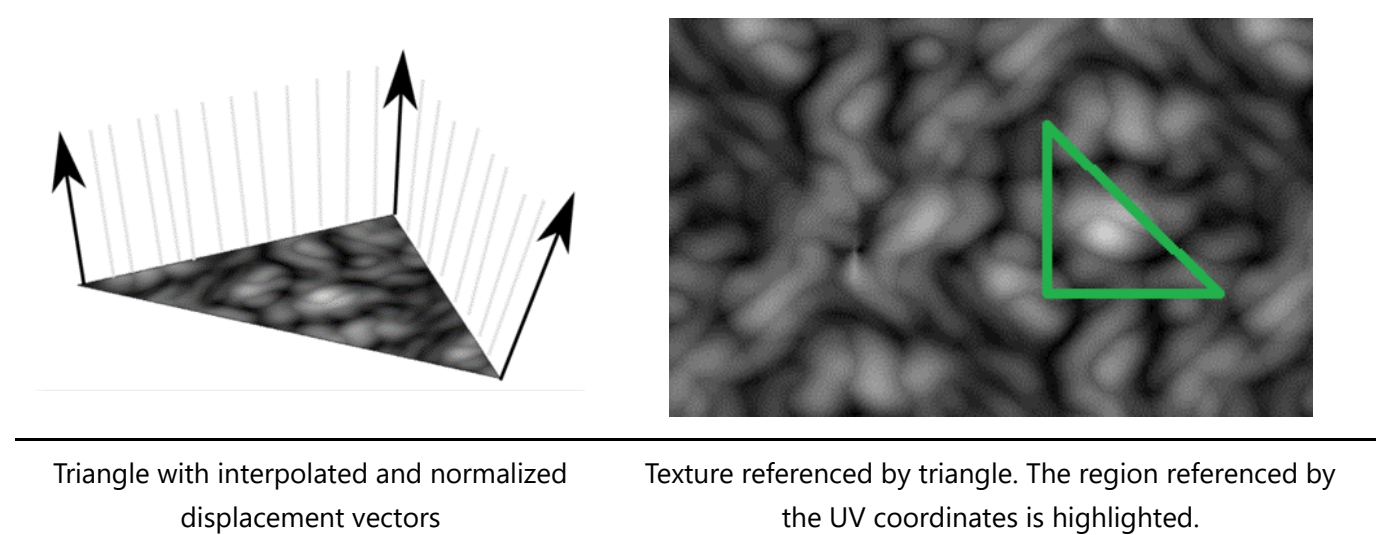 Triangle with interpolated and normalized
displacement vectors
Texture referenced by triangle. The region referenced by
the UV coordinates is highlighted.